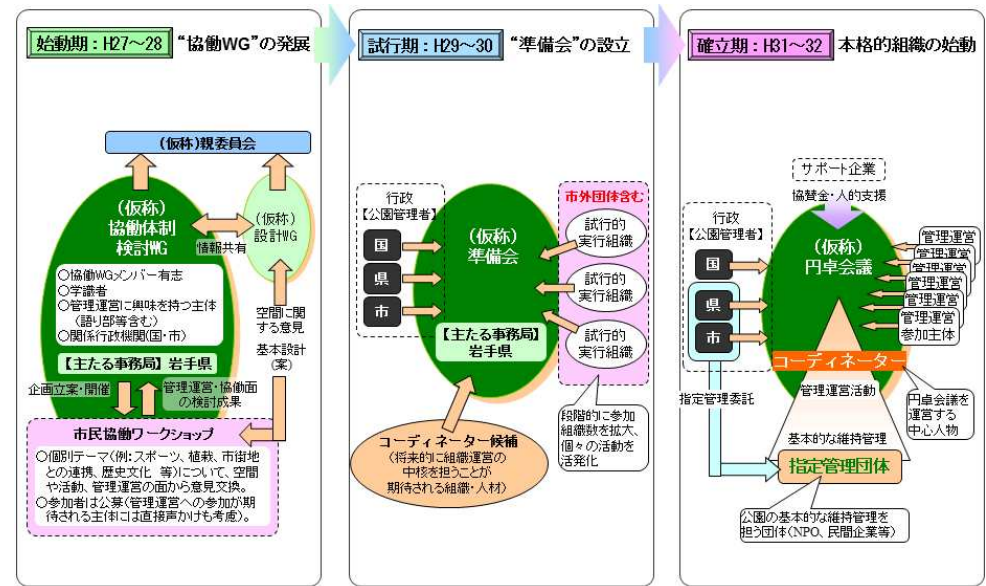 始動期：H27～28 “協働WG”の発展
(仮称)親委員会
(仮称)
協働体制
検討WG
情報共有
(仮称)
設計WG
○協働WGメンバー有志
○学識者
○管理運営に興味を持つ主体
(語り部等含む)
○関係行政機関(国・市)
【主たる事務局】岩手県
空間に関
する意見
基本設計
(案)
企画立案・開催
管理運営・協働面
の検討成果
市民協働ワークショップ
○個別テーマ(例：スポーツ、植栽、市街地
との連携、歴史文化 等)について、空間
や活動、管理運営の面から意見交換。
○参加者は公募(管理運営への参加が期
待される主体には直接声かけも考慮)。
試行期：H29～30 “準備会”の設立
行政
【公園管理者】
国
県
市
(仮称)
準備会
【主たる事務局】
岩手県
市外団体含む
試行的
実行組織
試行的
実行組織
試行的
実行組織
段階的に参加
組織数を拡大、
個々の活動を
活発化
コーディネーター候補
(将来的に組織運営の
中核を担うことが
期待される組織・人材)
確立期：H31～32 本格的組織の始動
サポート企業
協賛金・人的支援
行政
【公園管理者】
国
県
市
(仮称)
円卓会議
管理運営
管理運営
管理運営
管理運営
管理運営
参加主体
コーディネーター
管理運営活動
円卓会議を
運営する
中心人物
指定管理委託
基本的な維持管理
指定管理団体
公園の基本的な維持管理を
担う団体(NPO、民間企業等)